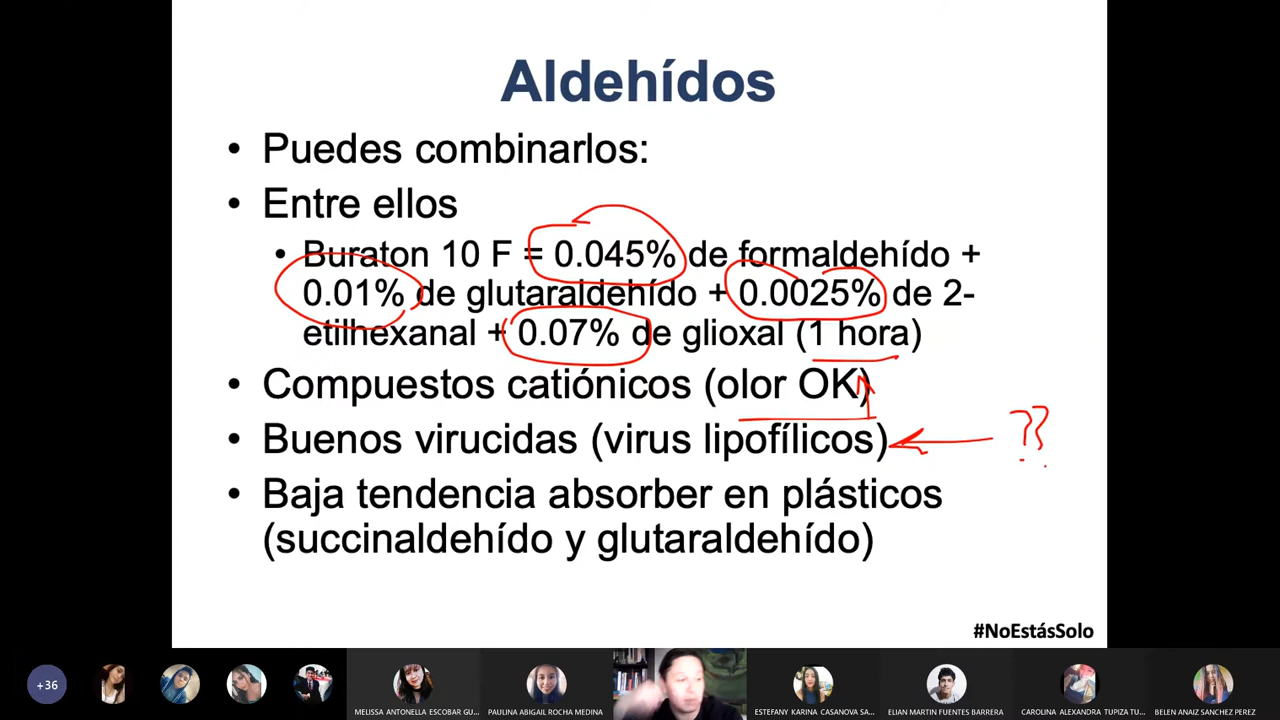 Aldehídos
• Puedes combinarlos:
• Entre ellos
• Buraton 10 F = 0.045% de formaldehído +
0.01% de glutaraldehído + 0.0025% de 2-
etilhexanal + 0.07% de glioxal (1 hora)
• Compuestos catiónicos (olor OK)
• Buenos virucidas (virus lipofílicos)
??
• Baja tendencia absorber en plásticos
(succinaldehído y glutaraldehído)
#NoEstásSolo
+36
MELISSA ANTONELLA ESCOBAR GU...
PAULINA ABIGAIL ROCHA MEDINA
ESTEFANY KARINA CASANOVA SA...
ELIAN MARTIN FUENTES BARRERA
CAROLINA ALEXANDRA TUPIZA TU...
BELEN ANAIZ SANCHEZ PEREZ